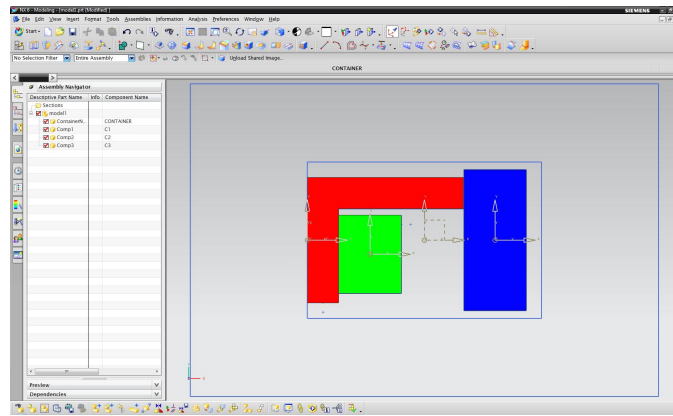 NX 6 - Modeling - [model1.prt (Modified)]
SIEMENS
File Edit View Insert Format Tools Assemblies Information Analysis Preferences Window Help
Start
No Selection Filter Entire Assembly Upload Shared Image...
CONTAINER
Assembly Navigator
Descriptive Part Name Info Component Name
Sections
model1
ContainerN... CONTAINER
Comp1 C1
Comp2 C2
Comp3 C3
Preview
Dependencies